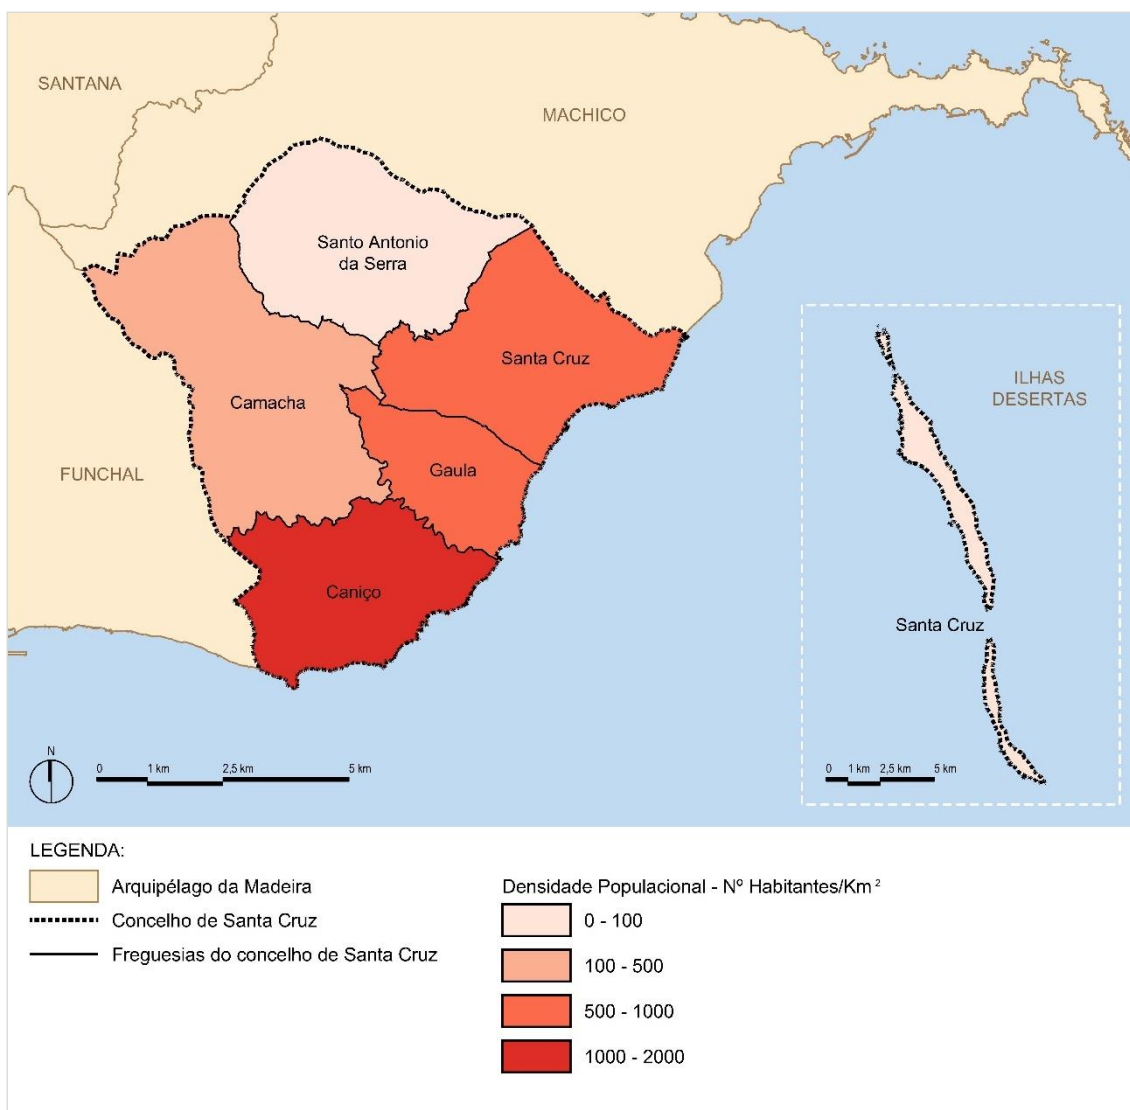 SANTANA
MACHICO
Santo Antonio
da Serra
Santa Cruz
ILHAS
DESERTAS
Camacha
FUNCHAL
Gaula
Caniço
Santa Cruz
N
0 1 km 2,5 km 5 km
0 1 km 2,5 km 5 km
LEGENDA:
Arquipélago da Madeira
Concelho de Santa Cruz
Freguesias do concelho de Santa Cruz
Densidade Populacional - Nº Habitantes/Km²
0 - 100
100 - 500
500 - 1000
1000 - 2000